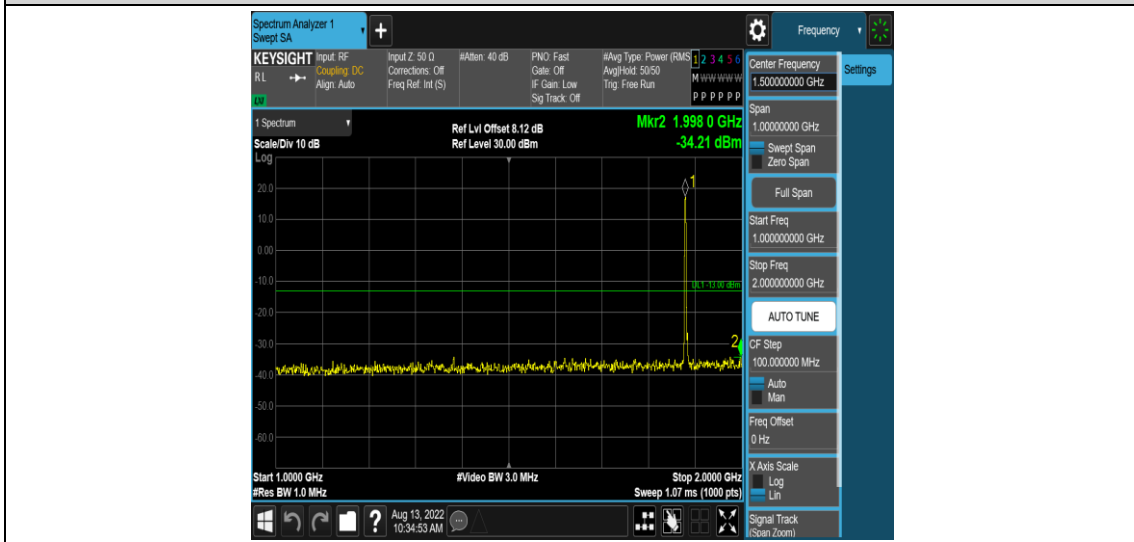 Spectrum Analyzer 1
Swept SA
Frequency
KEYSIGHT
RL
LXI
Input: RF
Coupling: DC
Align: Auto
Input Z: 50 Ω
Corrections: Off
Freq Ref: Int (S)
#Atten: 40 dB
PNO: Fast
Gate: Off
IF Gain: Low
Sig Track: Off
#Avg Type: Power (RMS
Avg|Hold: 50/50
Trig: Free Run
1 2 3 4 5 6
M W W W W W
P P P P P P
1 Spectrum
Scale/Div 10 dB
Ref Lvl Offset 8.12 dB
Ref Level 30.00 dBm
Mkr2 1.998 0 GHz
-34.21 dBm
Log
20.0
10.0
0.00
-10.0
-20.0
-30.0
-40.0
-50.0
-60.0
1
DL1 -13.00 dBm
2
Start 1.0000 GHz
#Res BW 1.0 MHz
#Video BW 3.0 MHz
Stop 2.0000 GHz
Sweep 1.07 ms (1000 pts)
?
Aug 13, 2022
10:34:53 AM
Center Frequency
1.500000000 GHz
Settings
Span
1.00000000 GHz
Swept Span
Zero Span
Full Span
Start Freq
1.000000000 GHz
Stop Freq
2.000000000 GHz
AUTO TUNE
CF Step
100.000000 MHz
Auto
Man
Freq Offset
0 Hz
X Axis Scale
Log
Lin
Signal Track
(Span Zoom)